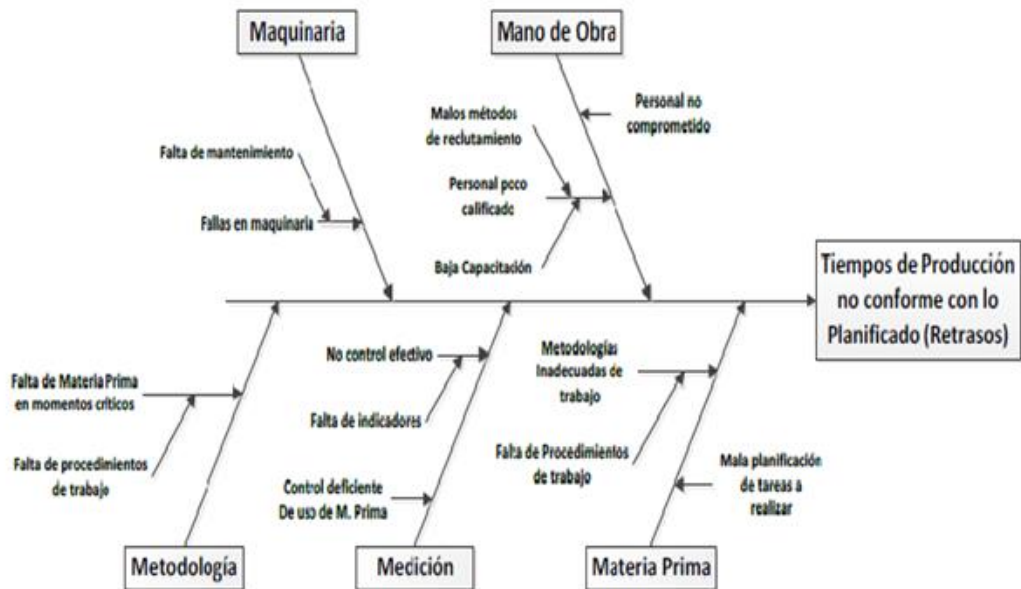 Maquinaria
Mano de Obra
Malos métodos
de reclutamiento
Personal no
comprometido
Falta de mantenimiento
Personal poco
calificado
Fallas en maquinaria
Baja Capacitación
Tiempos de Producción
no conforme con lo
Planificado (Retrasos)
No control efectivo
Metodologías
Inadecuadas de
trabajo
Falta de Materia Prima
en momentos críticos
Falta de indicadores
Falta de procedimientos
de trabajo
Falta de Procedimientos
de trabajo
Mala planificación
de tareas a
realizar
Control deficiente
De uso de M. Prima
Metodología
Medición
Materia Prima